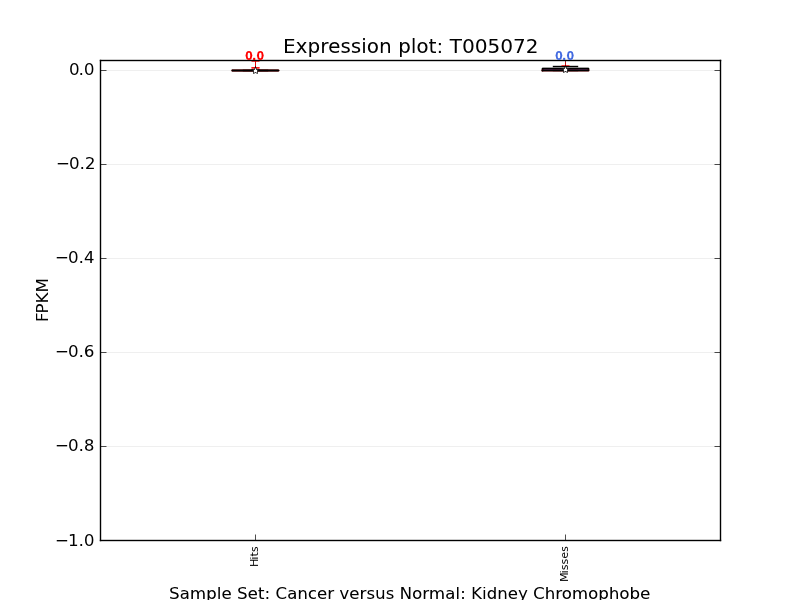 Expression plot: T005072
0.0
0.0
0.0
−0.2
−0.4
−0.6
−0.8
−1.0
FPKM
Hits
Misses
Sample Set: Cancer versus Normal: Kidney Chromophobe